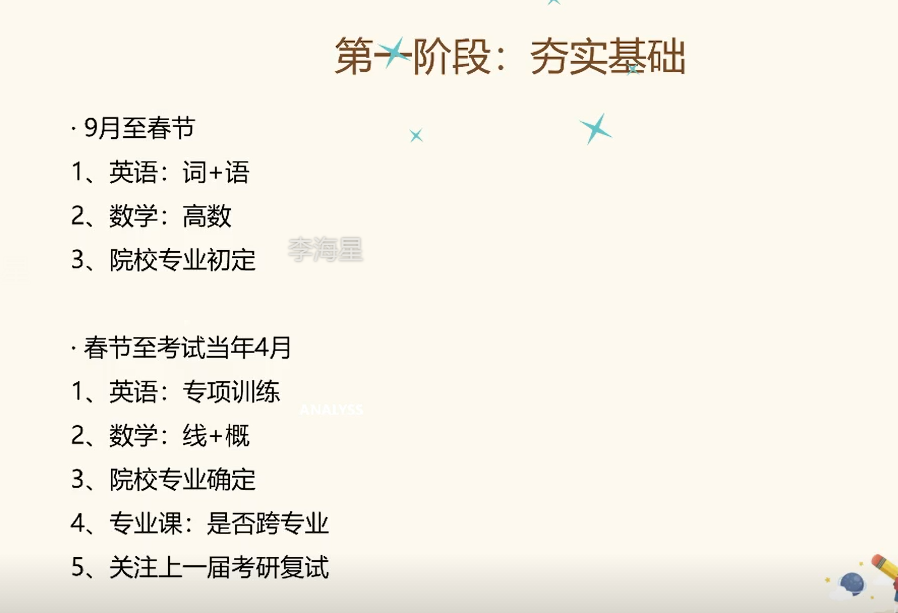 第一阶段：夯实基础
· 9月至春节
1、英语：词+语
2、数学：高数
李海星
3、院校专业初定
· 春节至考试当年4月
1、英语：专项训练
ANALYSS
2、数学：线+概
3、院校专业确定
4、专业课：是否跨专业
5、关注上一届考研复试